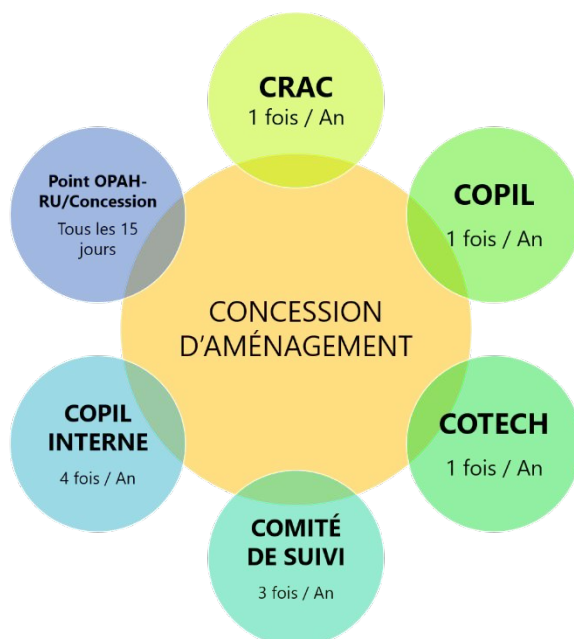 CRAC
1 fois / An
COPIL
1 fois / An
COTECH
1 fois / An
COMITÉ
DE SUIVI
3 fois / An
COPIL
INTERNE
4 fois / An
Point OPAH-
RU/Concession
Tous les 15
jours
CONCESSION
D'AMÉNAGEMENT